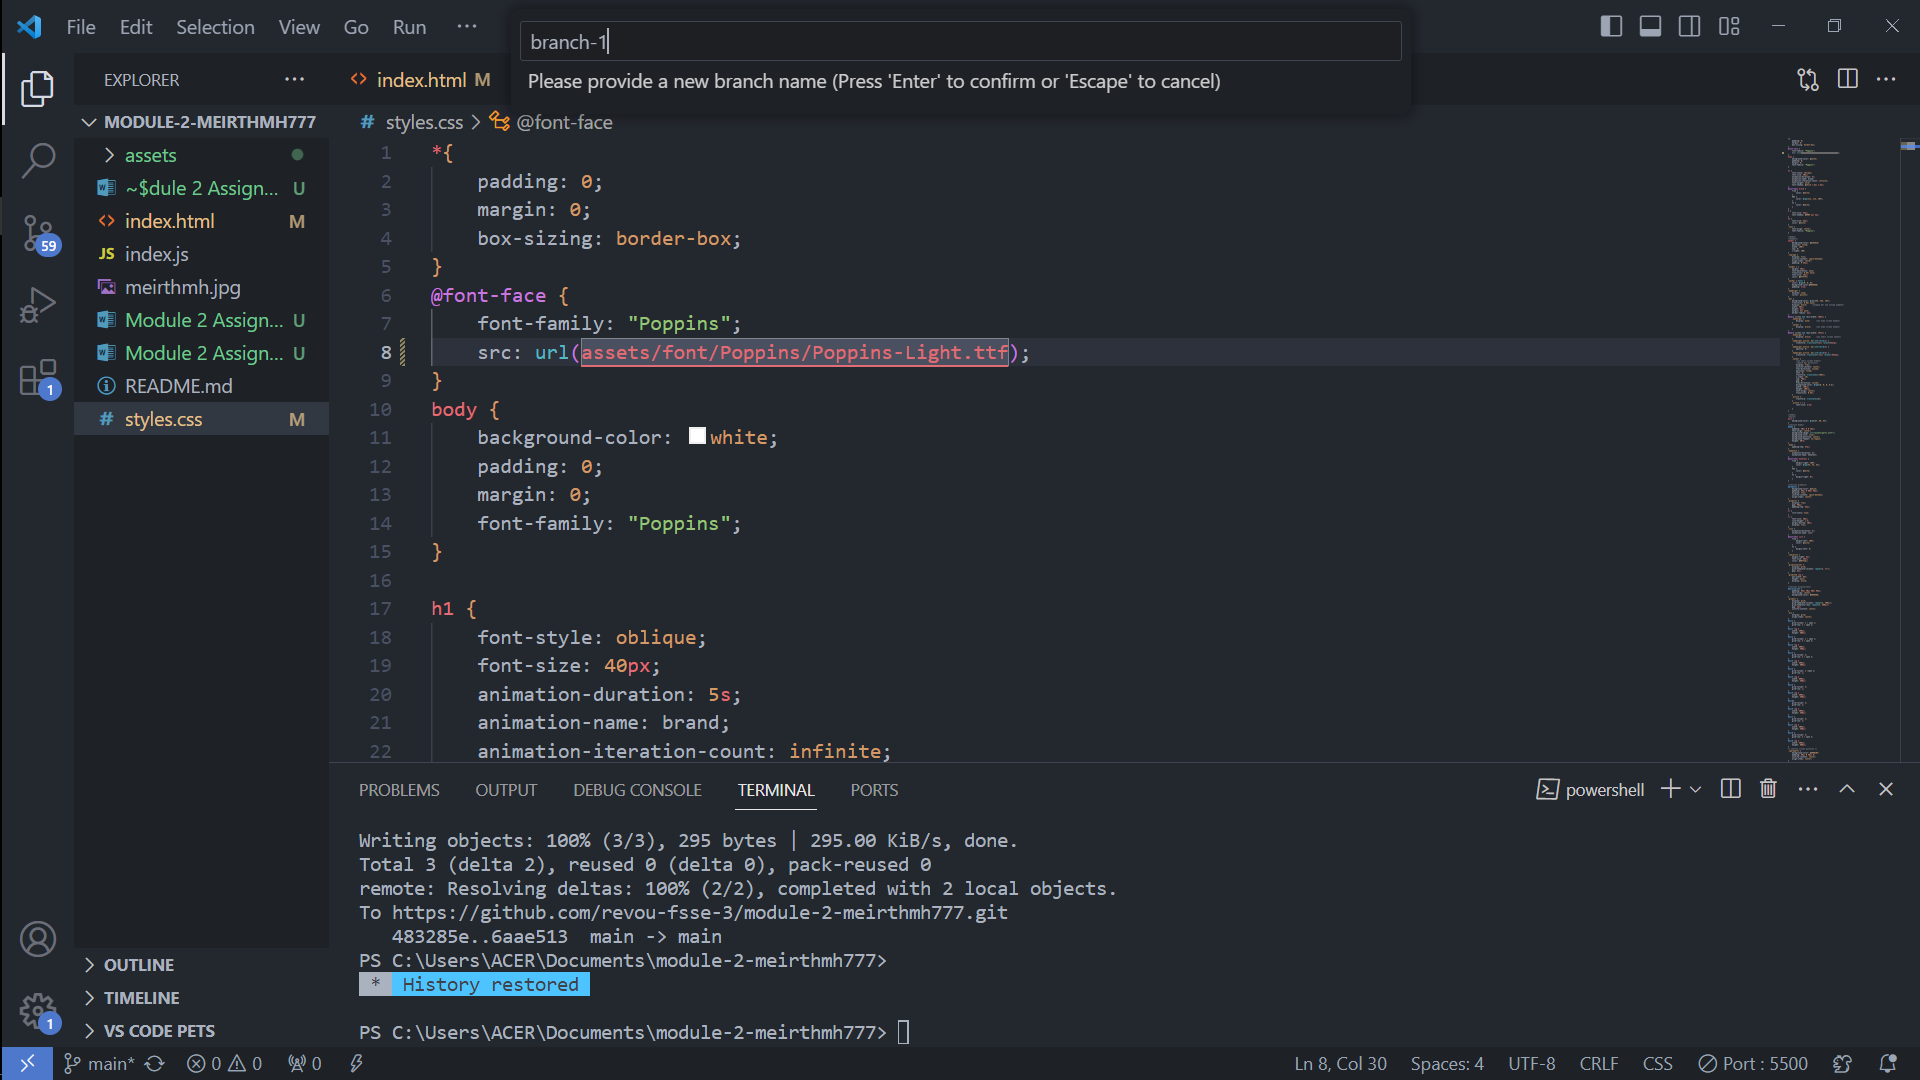 File Edit Selection View Go Run ···
branch-1
Please provide a new branch name (Press 'Enter' to confirm or 'Escape' to cancel)
EXPLORER
index.html M
MODULE-2-MEIRTHMH777
assets
~$dule 2 Assign... U
index.html M
JS index.js
meirthmh.jpg
Module 2 Assign... U
Module 2 Assign... U
README.md
# styles.css M
OUTLINE
TIMELINE
VS CODE PETS
59
1
1
# styles.css > @font-face
1 *{
2 padding: 0;
3 margin: 0;
4 box-sizing: border-box;
5 }
6 @font-face {
7 font-family: "Poppins";
8 src: url(assets/font/Poppins/Poppins-Light.ttf);
9 }
10 body {
11 background-color: white;
12 padding: 0;
13 margin: 0;
14 font-family: "Poppins";
15 }
16
17 h1 {
18 font-style: oblique;
19 font-size: 40px;
20 animation-duration: 5s;
21 animation-name: brand;
22 animation-iteration-count: infinite;
PROBLEMS OUTPUT DEBUG CONSOLE TERMINAL PORTS
powershell
Writing objects: 100% (3/3), 295 bytes | 295.00 KiB/s, done.
Total 3 (delta 2), reused 0 (delta 0), pack-reused 0
remote: Resolving deltas: 100% (2/2), completed with 2 local objects.
To https://github.com/revou-fsse-3/module-2-meirthmh777.git
483285e..6aae513 main -> main
PS C:\Users\ACER\Documents\module-2-meirthmh777>
* History restored
PS C:\Users\ACER\Documents\module-2-meirthmh777>
main* 0 0 0
Ln 8, Col 30 Spaces: 4 UTF-8 CRLF CSS Port : 5500